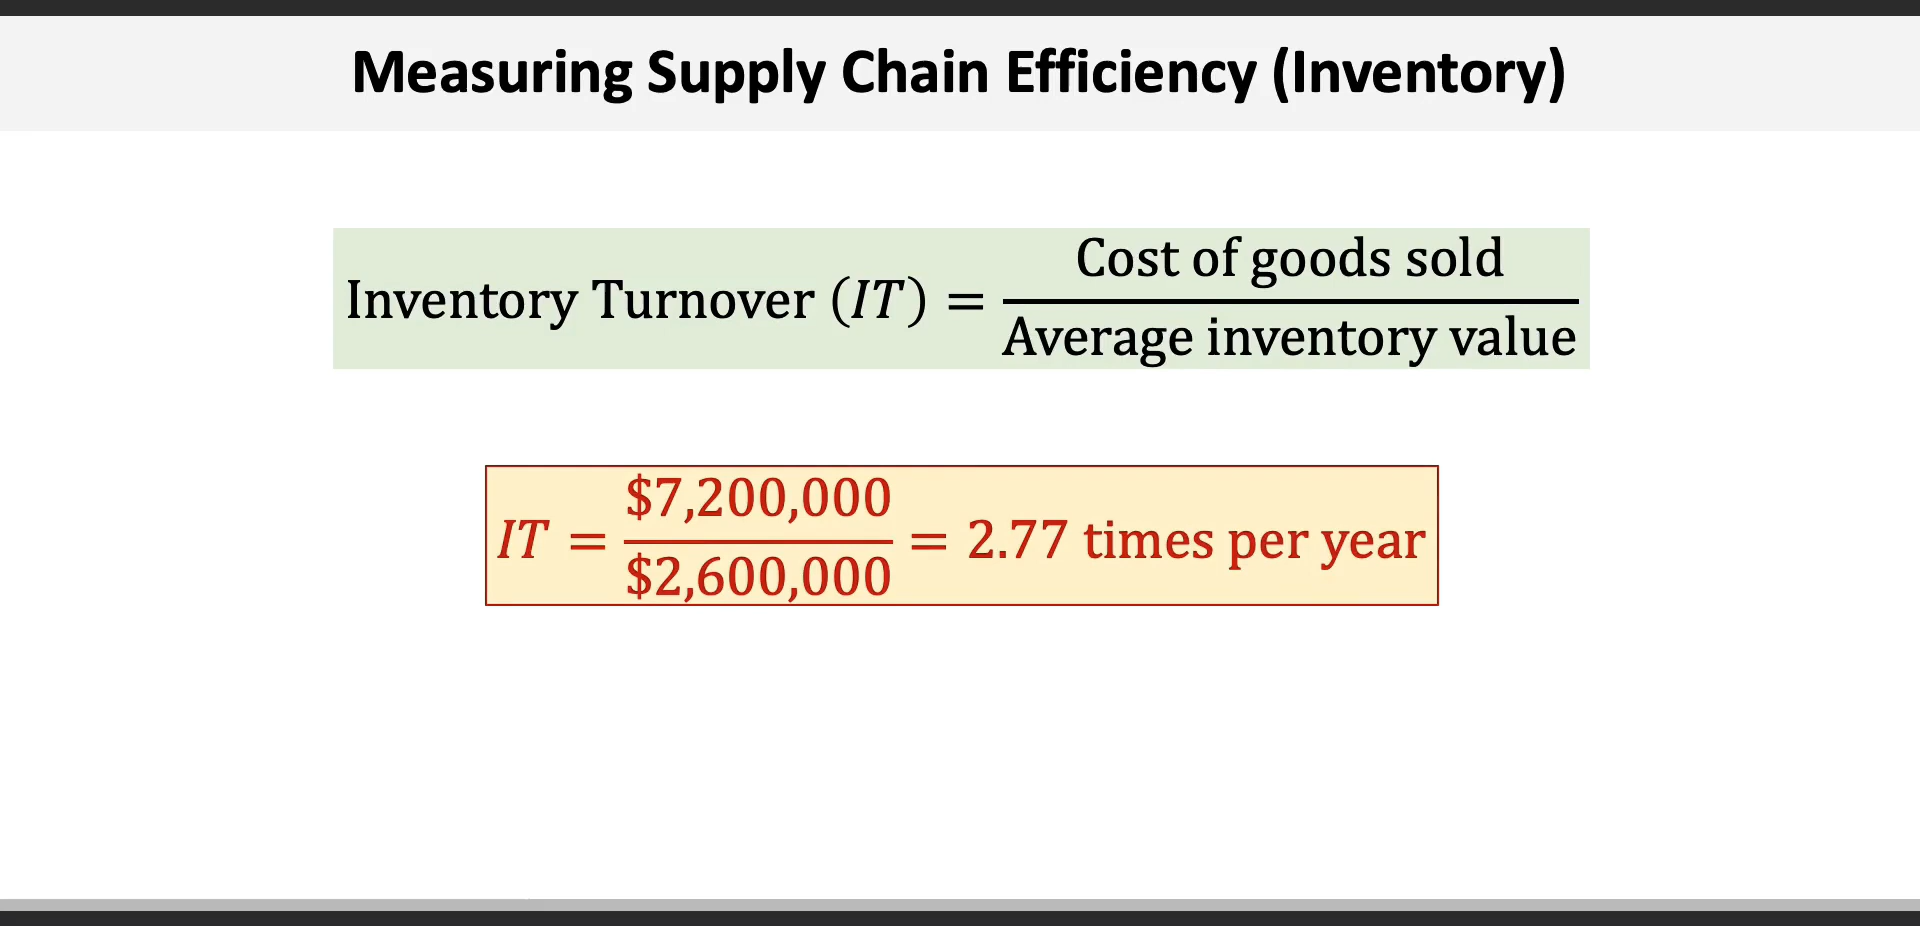 Measuring Supply Chain Efficiency (Inventory)
Inventory Turnover (IT) = Cost of goods sold / Average inventory value
IT = $7,200,000 / $2,600,000 = 2.77 times per year